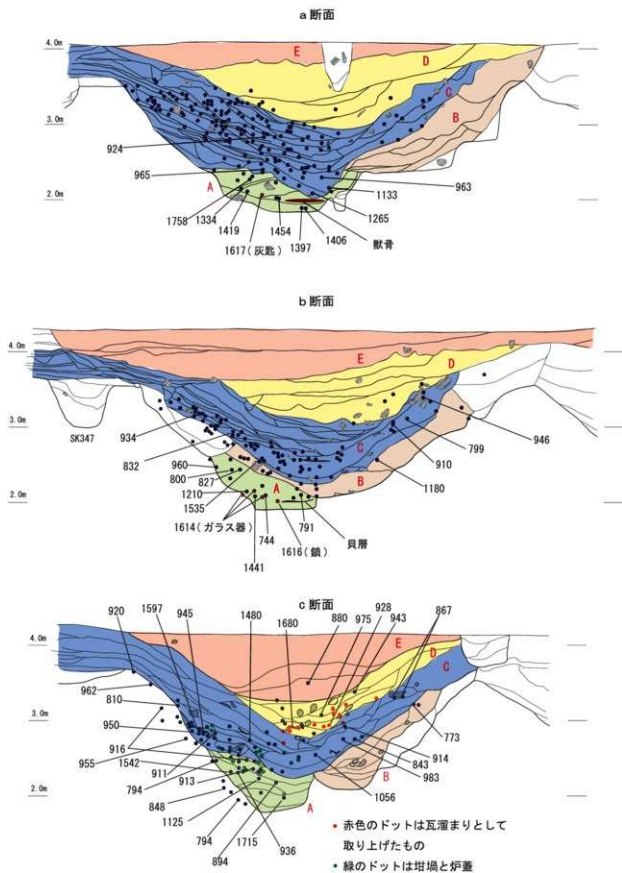 a断面
4.0m
E
D
C
3.0m
B
924
965
963
A
2.0m
1133
1758
1334
1265
1419
1454
獣骨
1617(灰匙)
1406
1397
b断面
4.0m
E
D
3.0m
SK347
934
946
799
832
C
910
960
800
B
1180
827
A
2.0m
1210
1535
791
1614(ガラス器)
744
貝層
1616(鎖)
1441
c断面
920
1597
945
1480
1680
880
975
928
943
867
4.0m
E
D
C
962
810
3.0m
950
773
916
914
955
911
843
1542
983
794
913
B
1056
2.0m
848
A
1125
794
1715
936
894
赤色のドットは瓦溜まりとして
取り上げたもの
緑のドットは坩堝と炉蓋